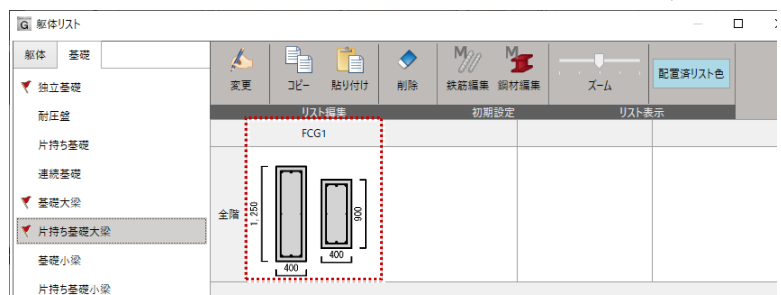 躯体リスト
躯体 基礎
変更 コピー 貼り付け 削除 鉄筋編集 鋼材編集 ズーム 配置済リスト色
リスト編集 初期設定 リスト表示
独立基礎
耐圧盤
片持ち基礎
連続基礎
基礎大梁
片持ち基礎大梁
基礎小梁
片持ち基礎小梁
FCG1
全階
1,250
400
900
400